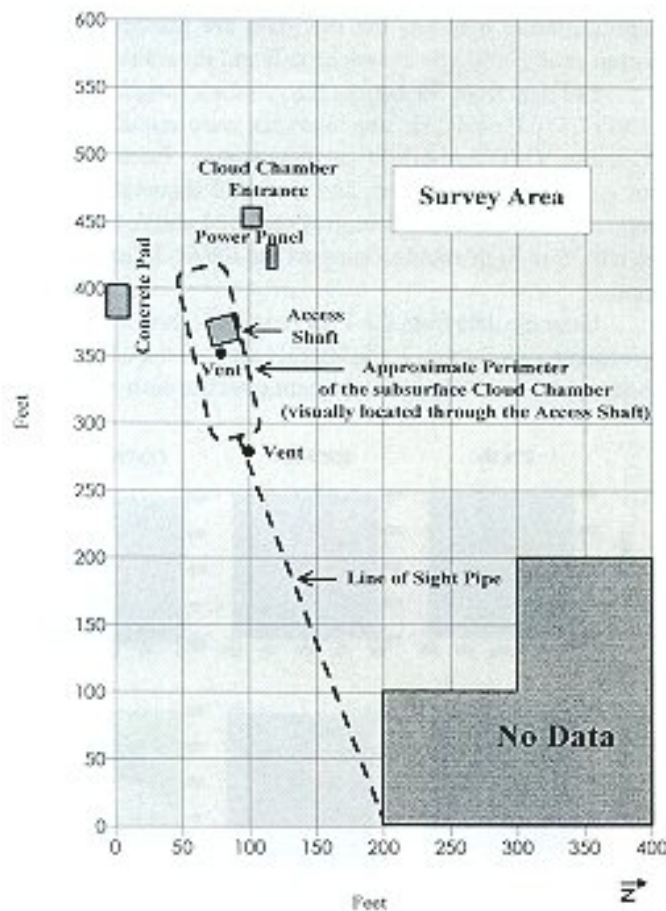 600
550
500
450
400
350
300
250
200
150
100
50
0
Feet
Cloud Chamber
Entrance
Survey Area
Power Panel
Concrete Pad
Access
Shaft
Vent
Approximate Perimeter
of the subsurface Cloud Chamber
(visually located through the Access Shaft)
Vent
Line of Sight Pipe
No Data
0 50 100 150 200 250 300 350 400
Feet
N